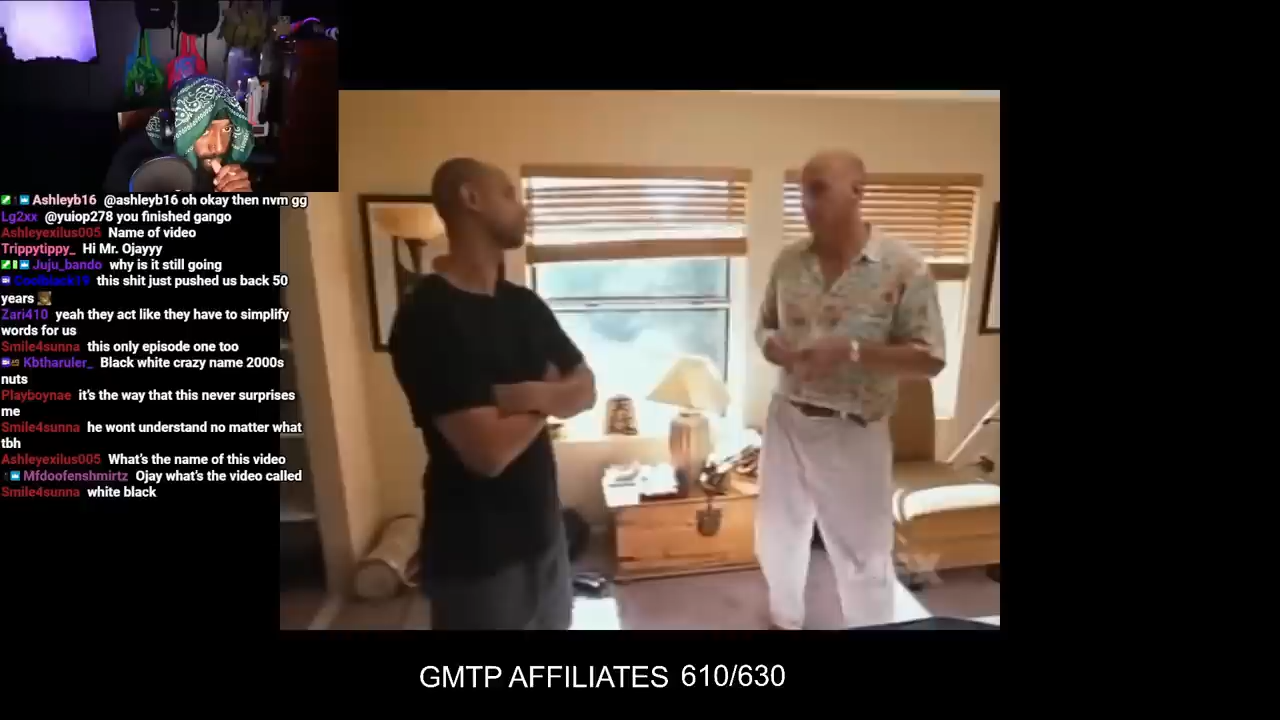 Ashleyb16 @ashleyb16 oh okay then nvm gg
Lg2xx @yuiop278 you finished gango
Ashleyexilus005 Name of video
Trippytippy_ Hi Mr. Ojayyy
Juju_bando why is it still going
Coolblack19 this shit just pushed us back 50
years
Zari410 yeah they act like they have to simplify
words for us
Smile4sunna this only episode one too
Kbtharuler_ Black white crazy name 2000s
nuts
Playboynae it's the way that this never surprises
me
Smile4sunna he wont understand no matter what
tbh
Ashleyexilus005 What's the name of this video
Mfdoofenshmirtz Ojay what's the video called
Smile4sunna white black
GMTP AFFILIATES 610/630